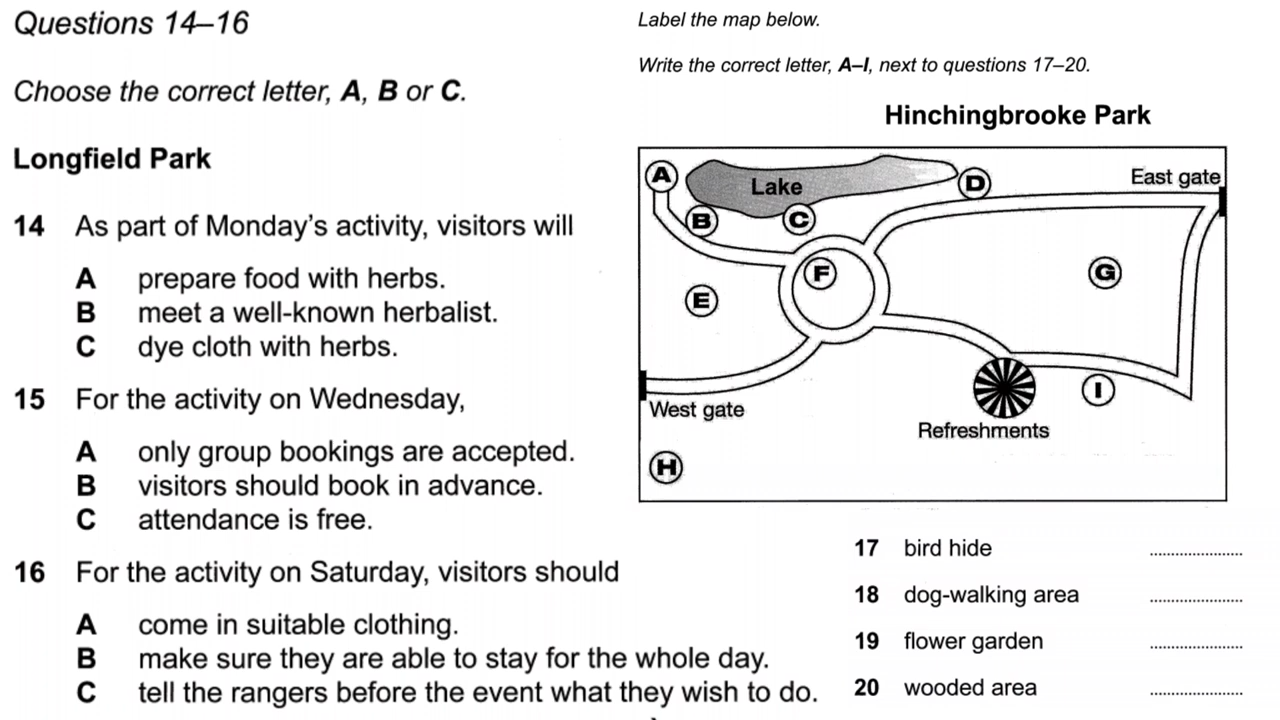 Questions 14–16
Choose the correct letter, A, B or C.
Longfield Park
14 As part of Monday's activity, visitors will
A prepare food with herbs.
B meet a well-known herbalist.
C dye cloth with herbs.
15 For the activity on Wednesday,
A only group bookings are accepted.
B visitors should book in advance.
C attendance is free.
16 For the activity on Saturday, visitors should
A come in suitable clothing.
B make sure they are able to stay for the whole day.
C tell the rangers before the event what they wish to do.
Label the map below.
Write the correct letter, A–I, next to questions 17–20.
Hinchingbrooke Park
A
Lake
D
East gate
B
C
F
G
E
I
West gate
Refreshments
H
17 bird hide ......................
18 dog-walking area ......................
19 flower garden ......................
20 wooded area ......................